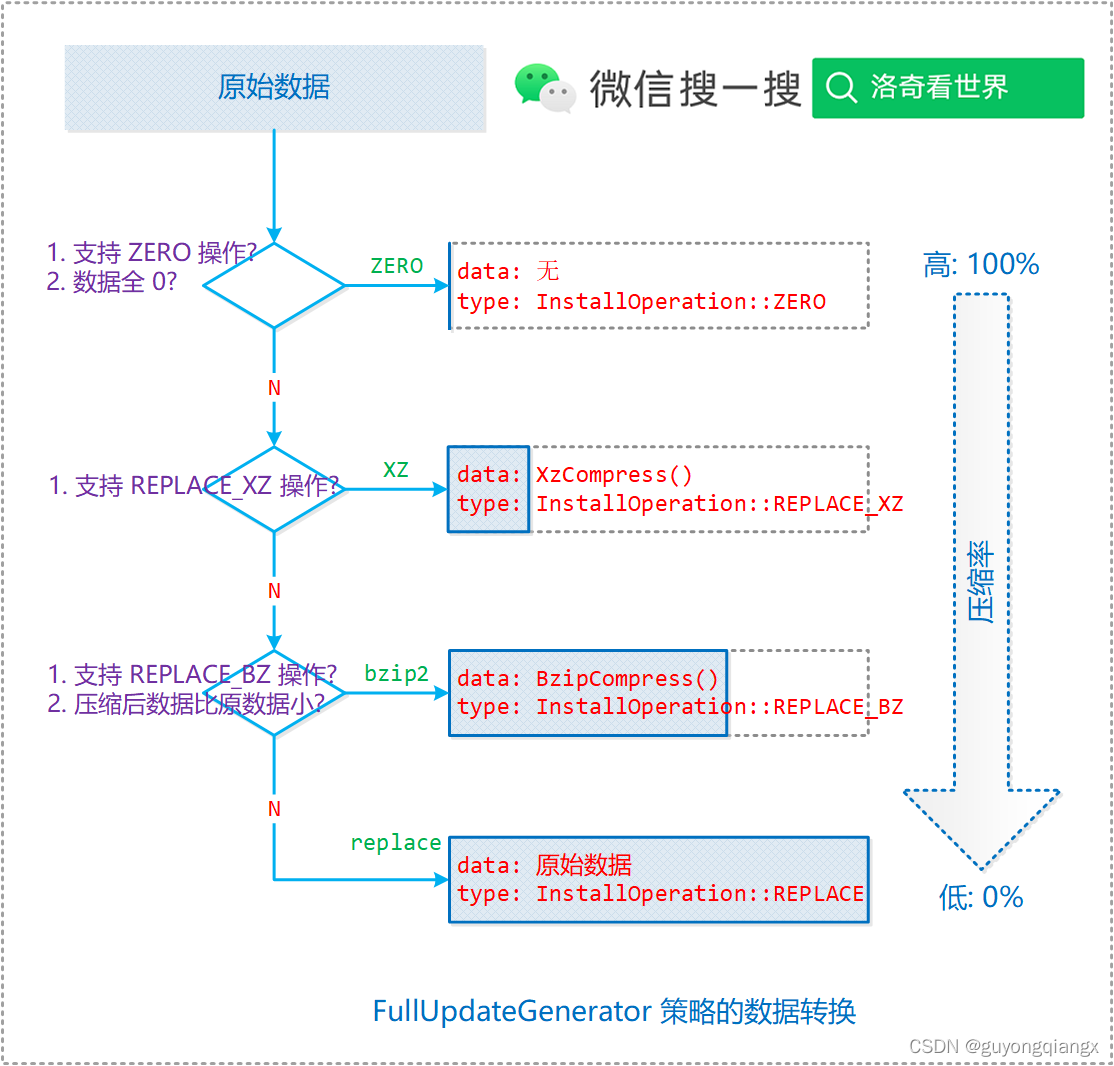 原始数据
微信搜一搜
洛奇看世界
1. 支持 ZERO 操作?
2. 数据全 0?
ZERO
data: 无
type: InstallOperation::ZERO
高: 100%
N
1. 支持 REPLACE_XZ 操作?
XZ
data: XzCompress()
type: InstallOperation::REPLACE_XZ
压缩率
N
1. 支持 REPLACE_BZ 操作?
2. 压缩后数据比原数据小?
bzip2
data: BzipCompress()
type: InstallOperation::REPLACE_BZ
N
replace
data: 原始数据
type: InstallOperation::REPLACE
低: 0%
FullUpdateGenerator 策略的数据转换
CSDN @guyongqiangx